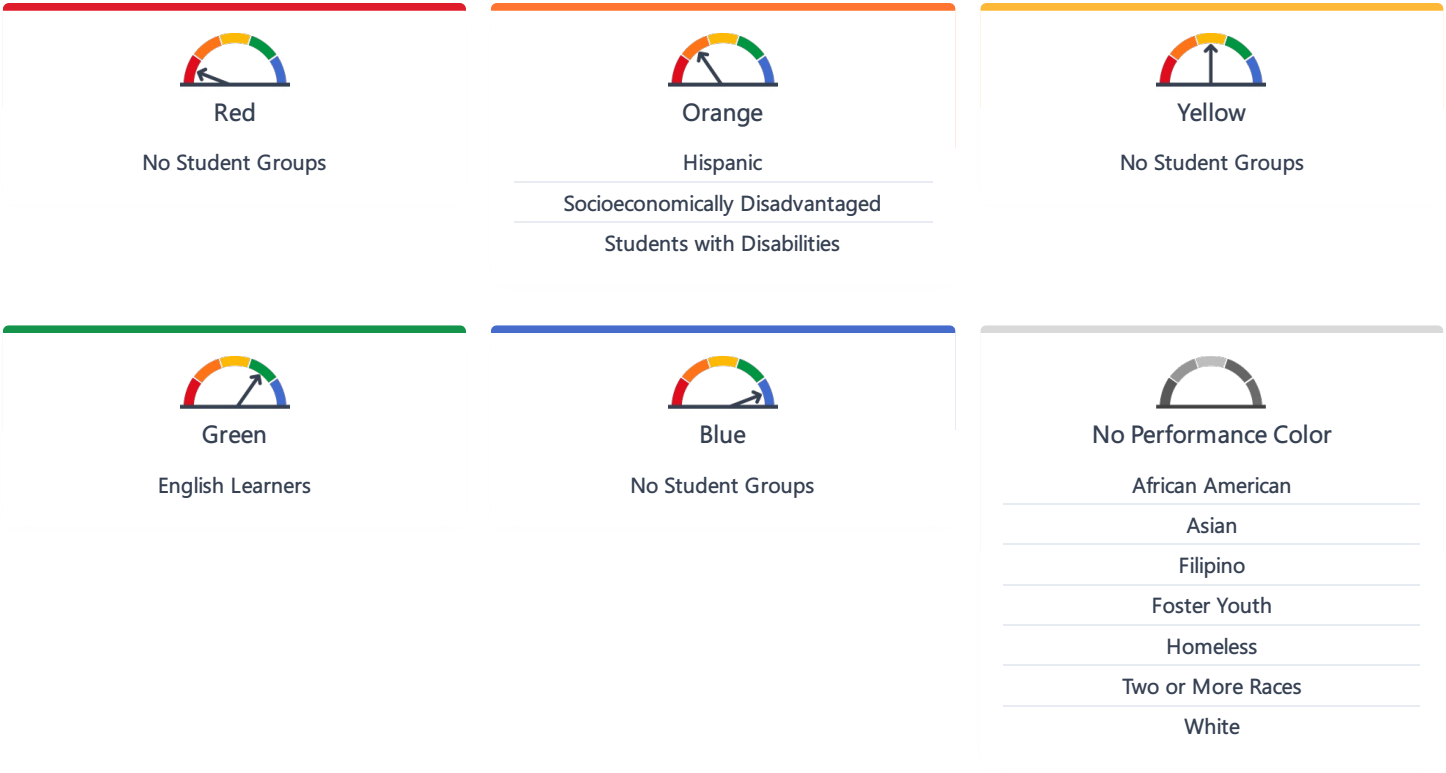 Red
No Student Groups
Orange
Hispanic
Socioeconomically Disadvantaged
Students with Disabilities
Yellow
No Student Groups
Green
English Learners
Blue
No Student Groups
No Performance Color
African American
Asian
Filipino
Foster Youth
Homeless
Two or More Races
White